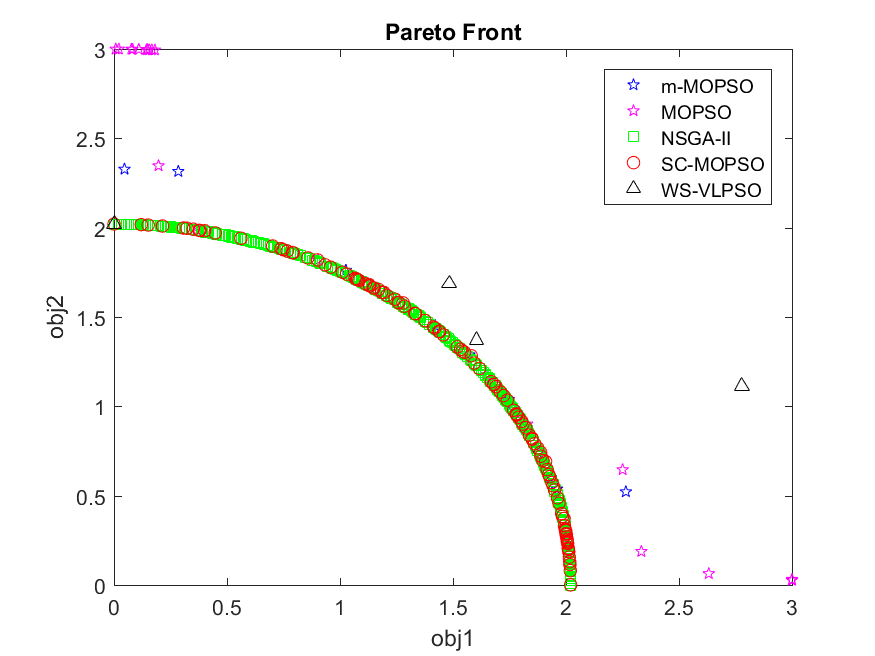 Pareto Front
m-MOPSO
MOPSO
NSGA-II
SC-MOPSO
WS-VLPSO
obj2
3
2.5
2
1.5
1
0.5
0
0 0.5 1 1.5 2 2.5 3
obj1